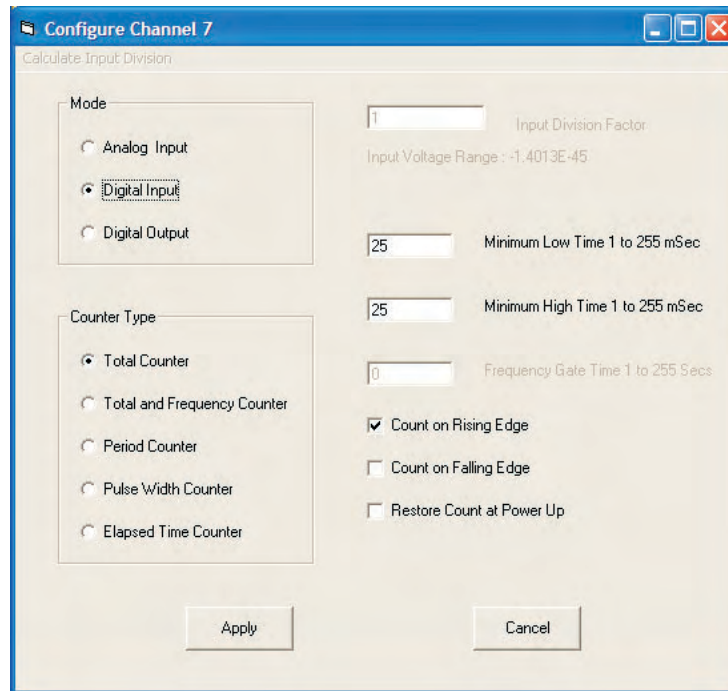 Configure Channel 7
Calculate Input Division
Mode
Analog Input
Digital Input
Digital Output
1
Input Division Factor
Input Voltage Range : -1.4013E-45
25
Minimum Low Time 1 to 255 mSec
25
Minimum High Time 1 to 255 mSec
0
Frequency Gate Time 1 to 255 Secs
Counter Type
Total Counter
Total and Frequency Counter
Period Counter
Pulse Width Counter
Elapsed Time Counter
Count on Rising Edge
Count on Falling Edge
Restore Count at Power Up
Apply
Cancel